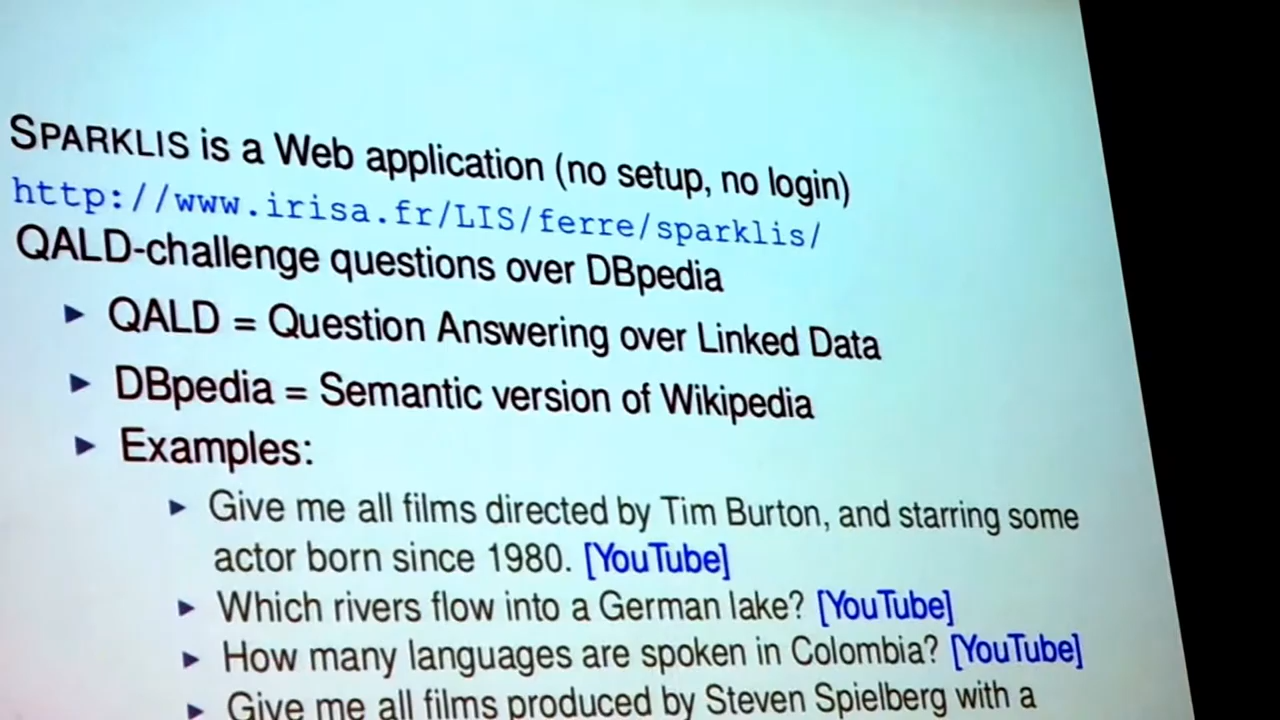 SPARKLIS is a Web application (no setup, no login)
http://www.irisa.fr/LIS/ferre/sparklis/
QALD-challenge questions over DBpedia
► QALD = Question Answering over Linked Data
► DBpedia = Semantic version of Wikipedia
► Examples:
► Give me all films directed by Tim Burton, and starring some
actor born since 1980. [YouTube]
► Which rivers flow into a German lake? [YouTube]
► How many languages are spoken in Colombia? [YouTube]
► Give me all films produced by Steven Spielberg with a